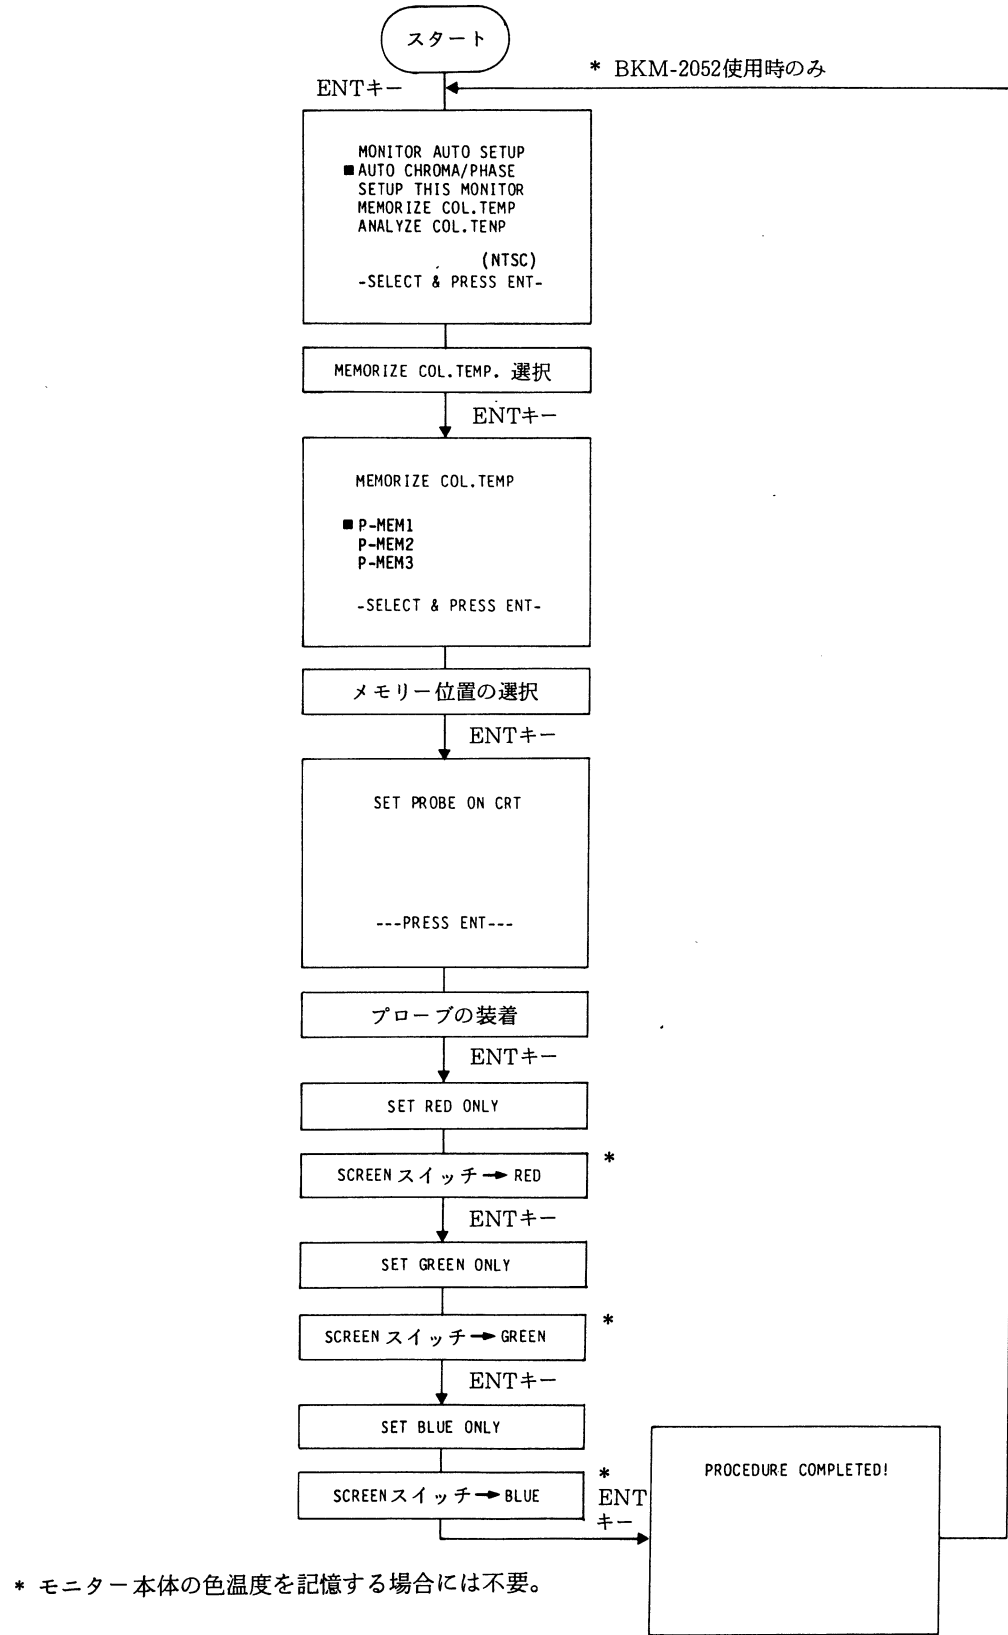 スタート
* BKM-2052使用時のみ
ENTキー
MONITOR AUTO SETUP
■AUTO CHROMA/PHASE
SETUP THIS MONITOR
MEMORIZE COL.TEMP
ANALYZE COL.TENP
(NTSC)
-SELECT & PRESS ENT-
MEMORIZE COL.TEMP. 選択
ENTキー
MEMORIZE COL.TEMP
■P-MEM1
P-MEM2
P-MEM3
-SELECT & PRESS ENT-
メモリー位置の選択
ENTキー
SET PROBE ON CRT
---PRESS ENT---
プローブの装着
ENTキー
SET RED ONLY
SCREEN スイッチ→ RED
*
ENTキー
SET GREEN ONLY
SCREEN スイッチ→ GREEN
*
ENTキー
SET BLUE ONLY
SCREEN スイッチ→ BLUE
*
ENT
キー
PROCEDURE COMPLETED!
* モニター本体の色温度を記憶する場合には不要。